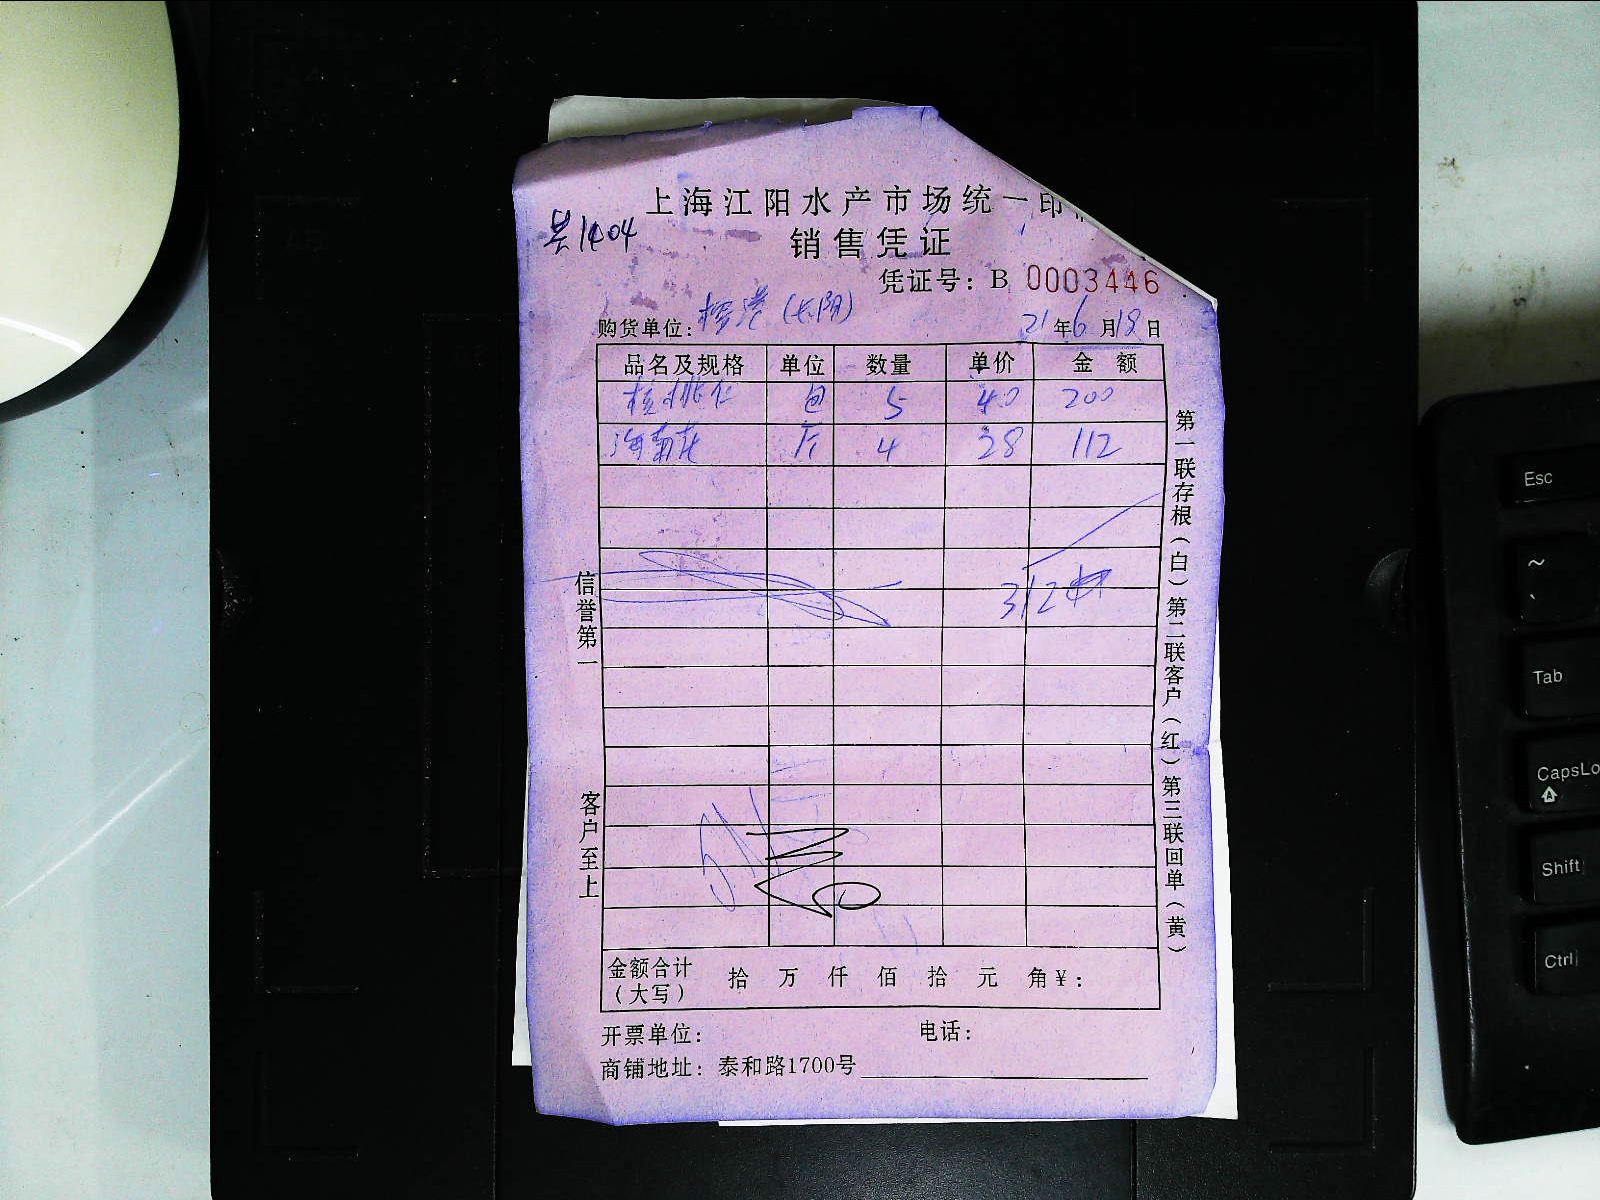 上海江阳水产市场统一印
1404
销售凭证
凭证号：B 0003446
购货单位：
21年6月18日
品名及规格 单位 数量 单价 金 额
核桃仁 包 5 40 200
斤 4 28 112
312
信誉第一
客户至上
第一联存根（白）第二联客户（红）第三联回单（黄）
金额合计（大写） 拾 万 仟 佰 拾 元 角 ¥：
开票单位： 电话：
商铺地址：泰和路1700号
Esc
~
Tab
CapsLo
Shift
Ctrl